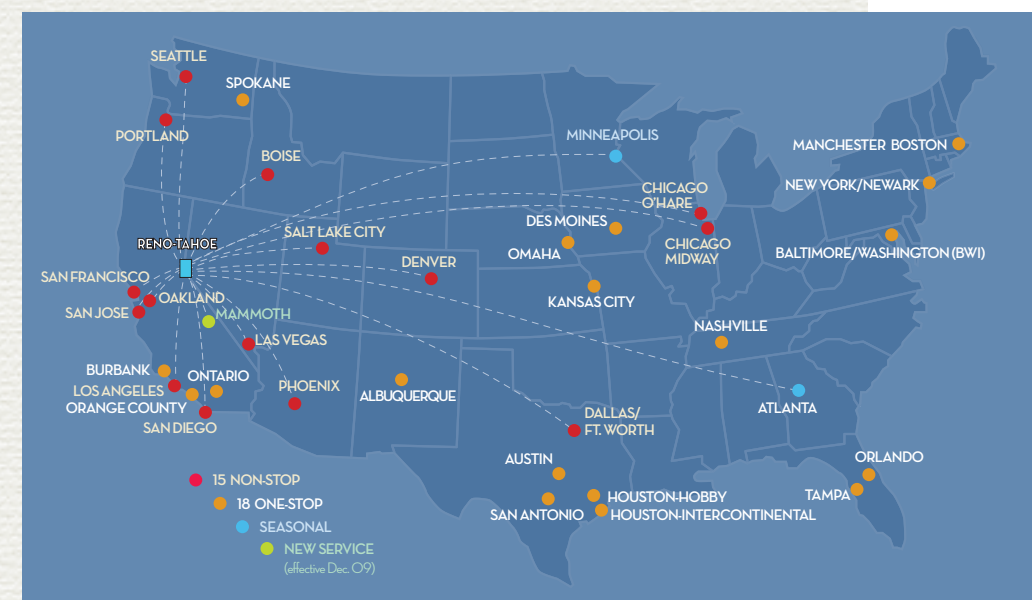 SEATTLE
SPOKANE
PORTLAND
BOISE
MINNEAPOLIS
MANCHESTER BOSTON
NEW YORK/NEWARK
CHICAGO
O'HARE
DES MOINES
SALT LAKE CITY
RENO-TAHOE
OMAHA
CHICAGO
MIDWAY
BALTIMORE/WASHINGTON (BWI)
DENVER
SAN FRANCISCO
OAKLAND
KANSAS CITY
SAN JOSE
MAMMOTH
NASHVILLE
LAS VEGAS
BURBANK
ONTARIO
LOS ANGELES
PHOENIX
ALBUQUERQUE
ORANGE COUNTY
ATLANTA
SAN DIEGO
DALLAS/
FT. WORTH
AUSTIN
ORLANDO
TAMPA
HOUSTON-HOBBY
SAN ANTONIO
HOUSTON-INTERCONTINENTAL
15 NON-STOP
18 ONE-STOP
SEASONAL
NEW SERVICE
(effective Dec. 09)